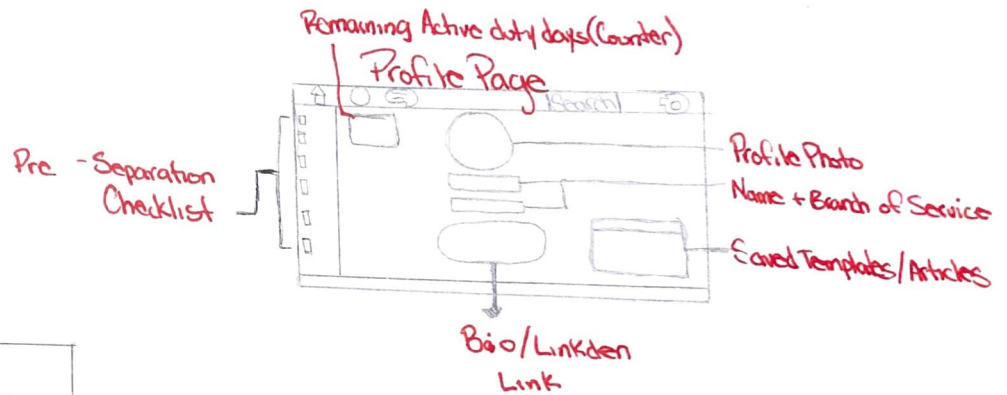 Remaining Active duty days (Counter)
Profile Page
Search
Pre - Separation
Checklist
Profile Photo
Name + Branch of Service
Saved Templates/Articles
Bio/Linkden
Link